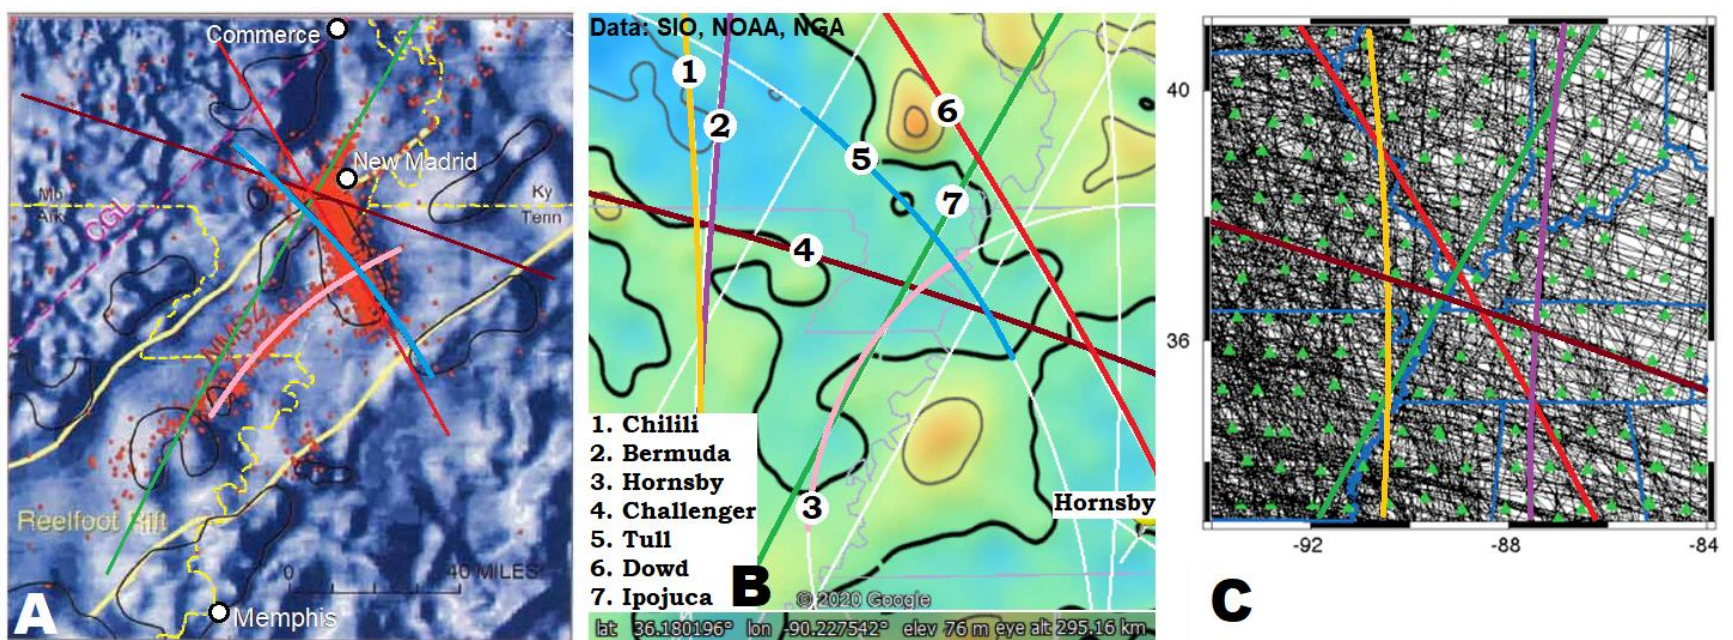 Commerce
New Madrid
Mo
Ark
Ky
Tenn
CGL
NMSZ
Reelfoot Rift
0 40 MILES
Memphis
A
Data: SIO, NOAA, NGA
1
2
6
5
7
4
3
Hornsby
1. Chilili
2. Bermuda
3. Hornsby
4. Challenger
5. Tull
6. Dowd
7. Ipojuca
B
© 2020 Google
lat 36.180196° lon -90.227542° elev 76 m eye alt 295.16 km
40
36
-92 -88 -84
C